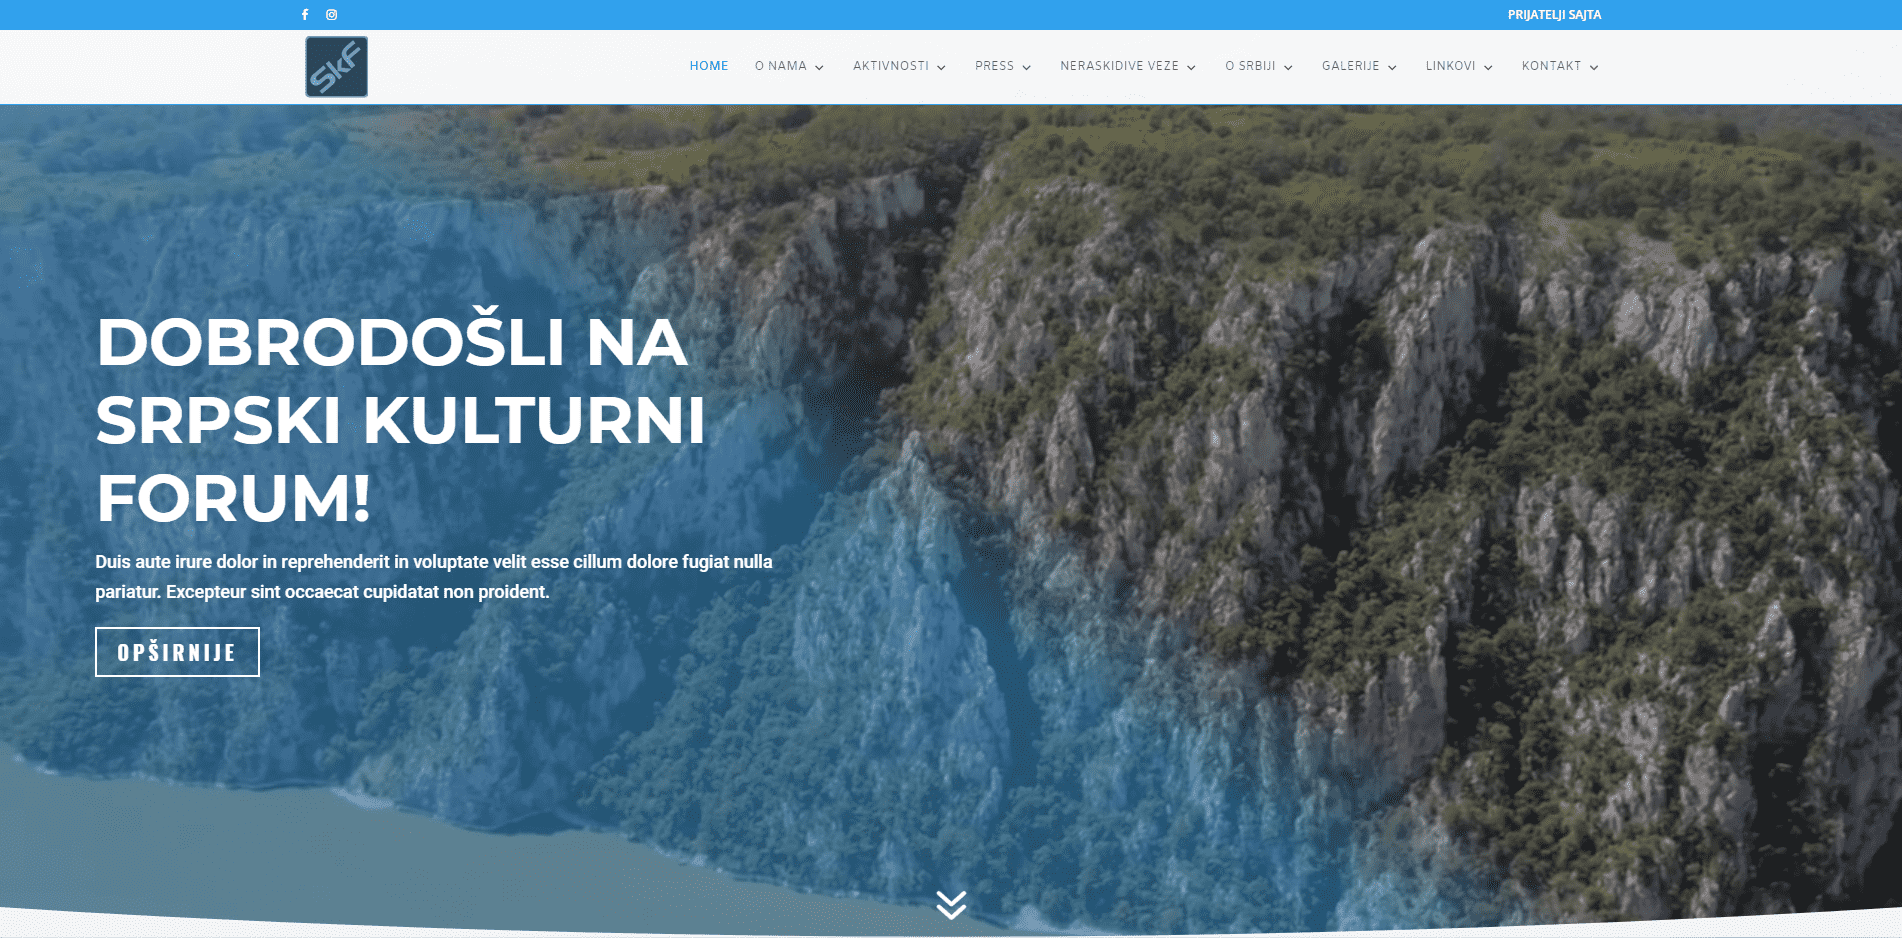 PRIJATELJI SAJTA
SKF
HOME O NAMA AKTIVNOSTI PRESS NERASKIDIVE VEZE O SRBIJI GALERIJE LINKOVI KONTAKT
DOBRODOŠLI NA
SRPSKI KULTURNI
FORUM!
Duis aute irure dolor in reprehenderit in voluptate velit esse cillum dolore fugiat nulla
pariatur. Excepteur sint occaecat cupidatat non proident.
OPŠIRNIJE